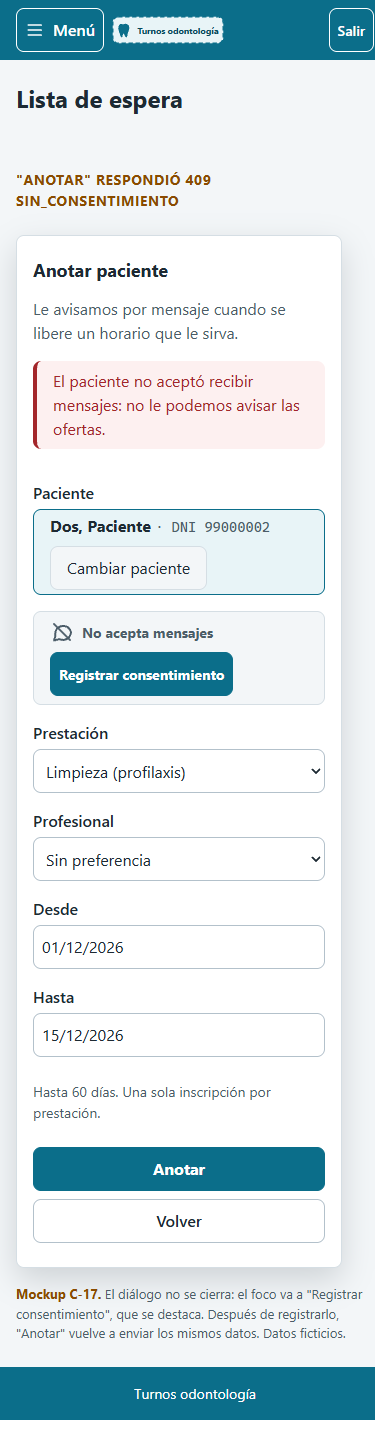 Menú
Turnos odontología
Salir
Lista de espera
"ANOTAR" RESPONDIÓ 409
SIN_CONSENTIMIENTO
Anotar paciente
Le avisamos por mensaje cuando se
libere un horario que le sirva.
El paciente no aceptó recibir
mensajes: no le podemos avisar las
ofertas.
Paciente
Dos, Paciente · DNI 99000002
Cambiar paciente
No acepta mensajes
Registrar consentimiento
Prestación
Limpieza (profilaxis)
Profesional
Sin preferencia
Desde
01/12/2026
Hasta
15/12/2026
Hasta 60 días. Una sola inscripción por
prestación.
Anotar
Volver
Mockup C-17. El diálogo no se cierra: el foco va a "Registrar
consentimiento", que se destaca. Después de registrarlo,
"Anotar" vuelve a enviar los mismos datos. Datos ficticios.
Turnos odontología